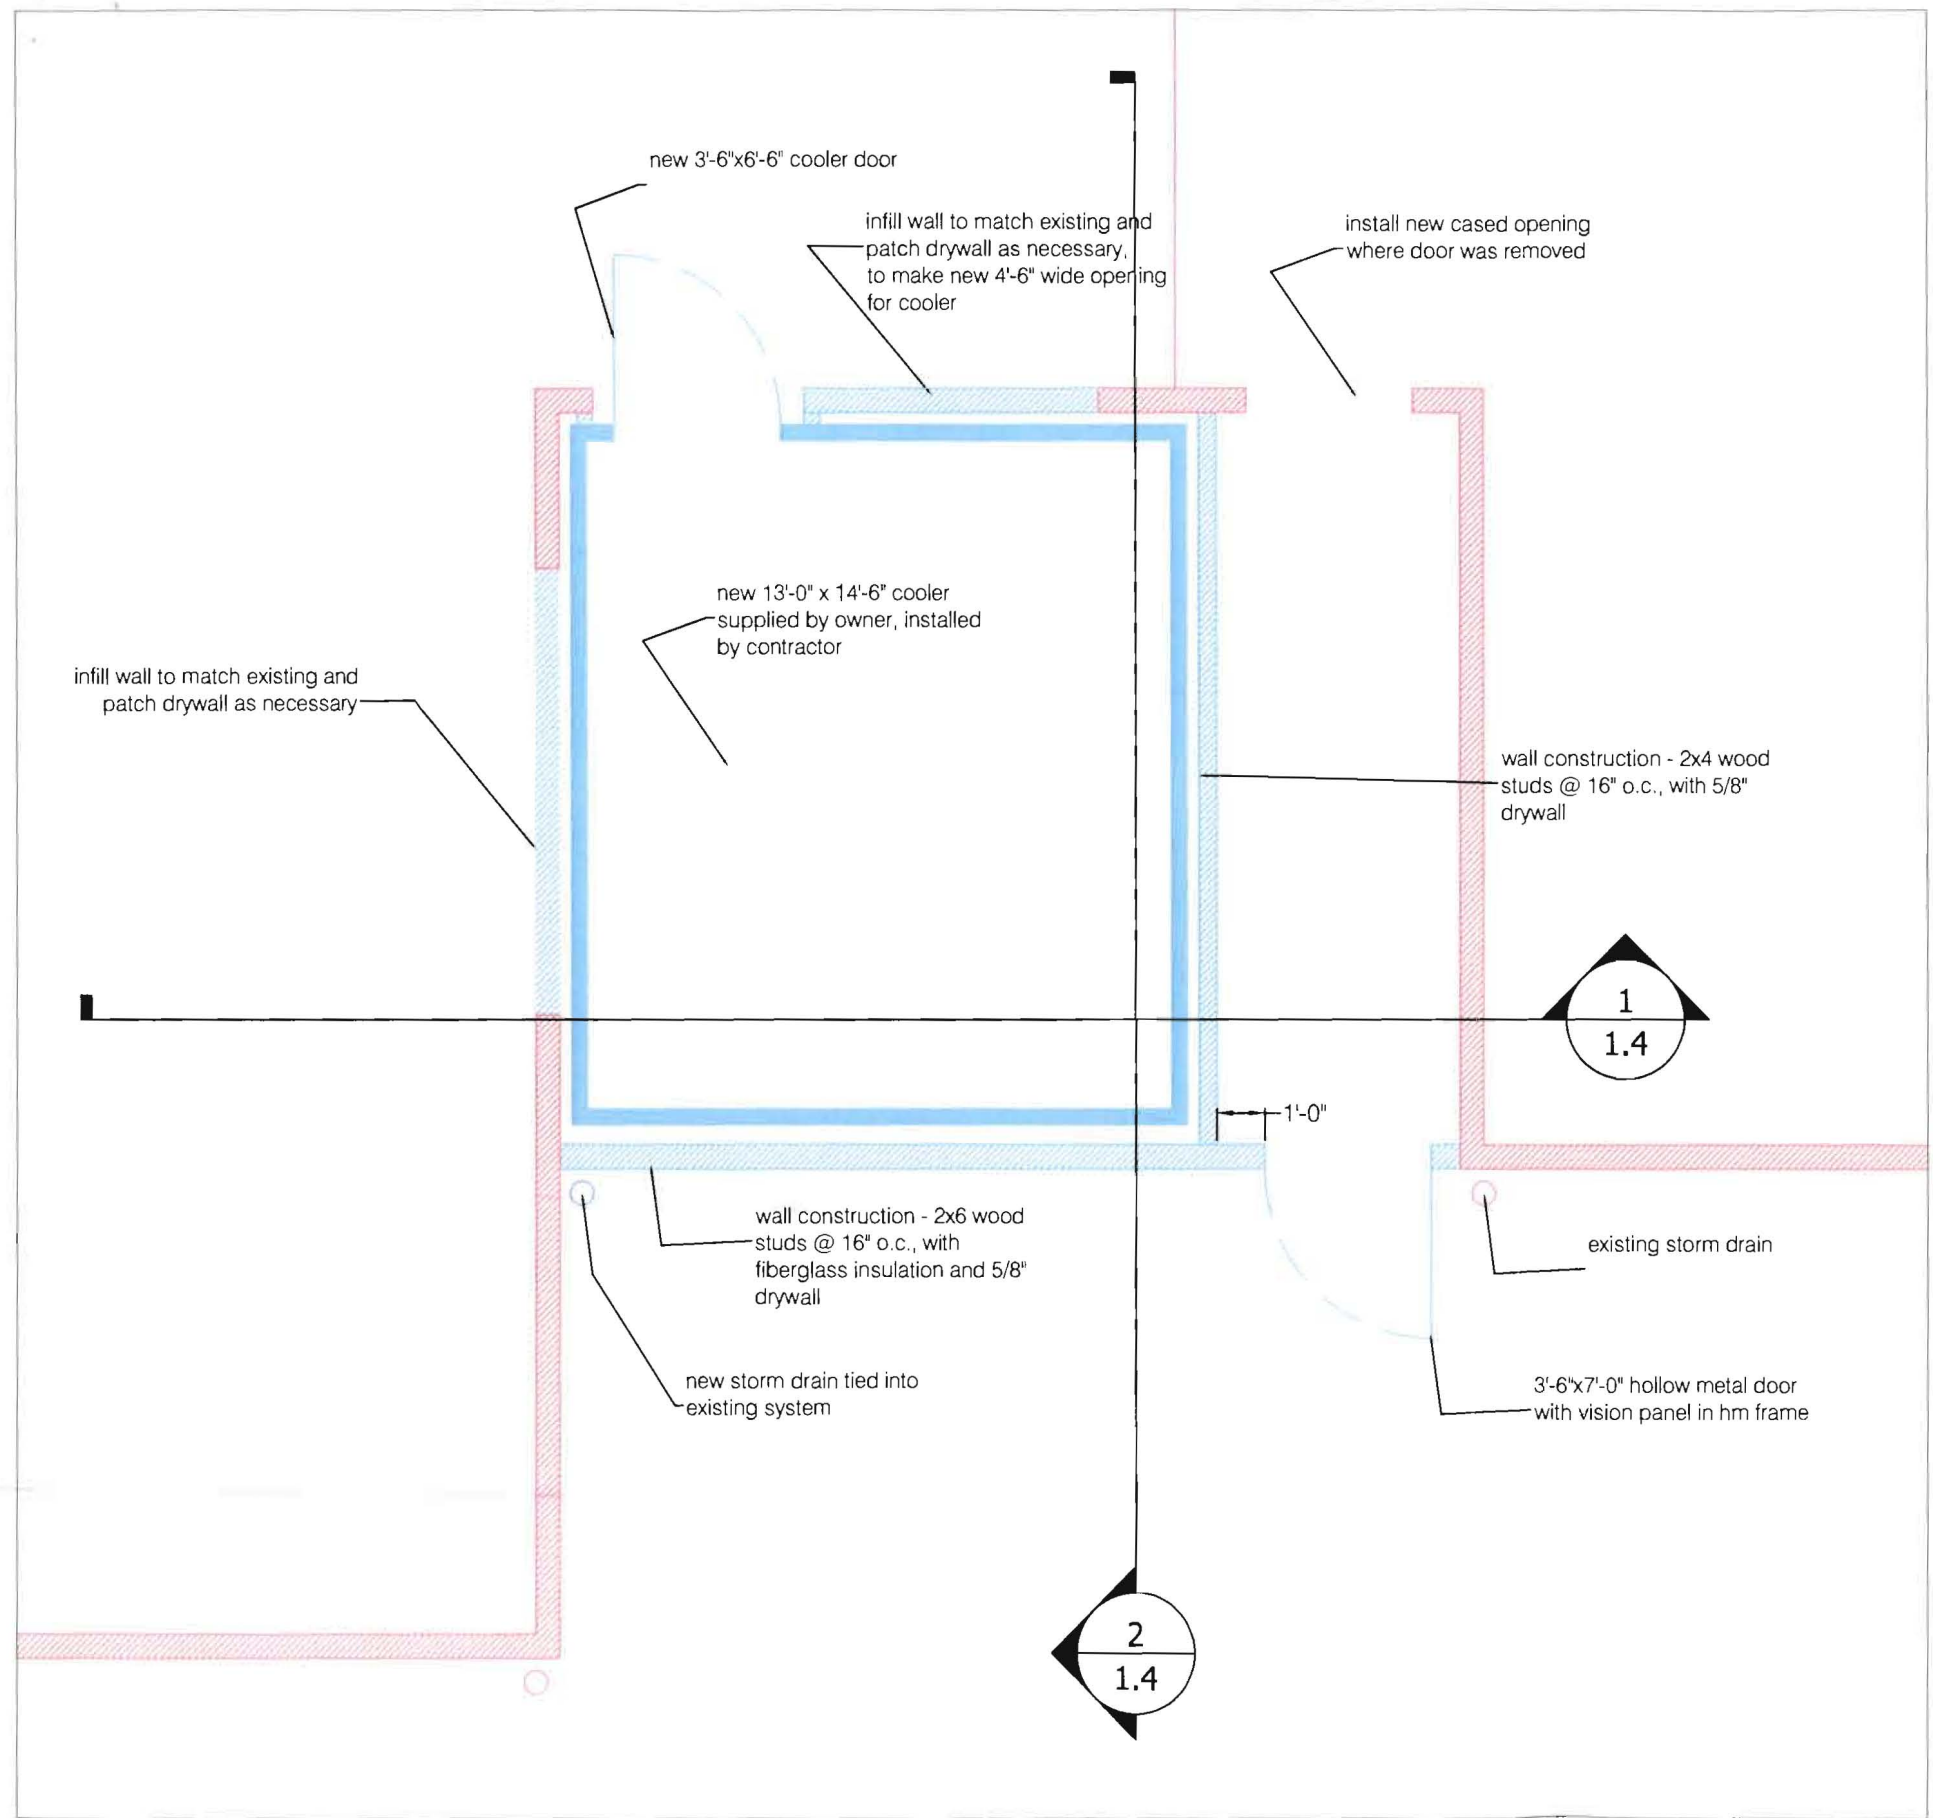 new 3'-6"x6'-6" cooler door
infill wall to match existing and
patch drywall as necessary,
to make new 4'-6" wide opening
for cooler
install new cased opening
where door was removed
new 13'-0" x 14'-6" cooler
supplied by owner, installed
by contractor
infill wall to match existing and
patch drywall as necessary
wall construction - 2x4 wood
studs @ 16" o.c., with 5/8"
drywall
1
1.4
1'-0"
wall construction - 2x6 wood
studs @ 16" o.c., with
fiberglass insulation and 5/8"
drywall
existing storm drain
new storm drain tied into
existing system
3'-6"x7'-0" hollow metal door
with vision panel in hm frame
2
1.4